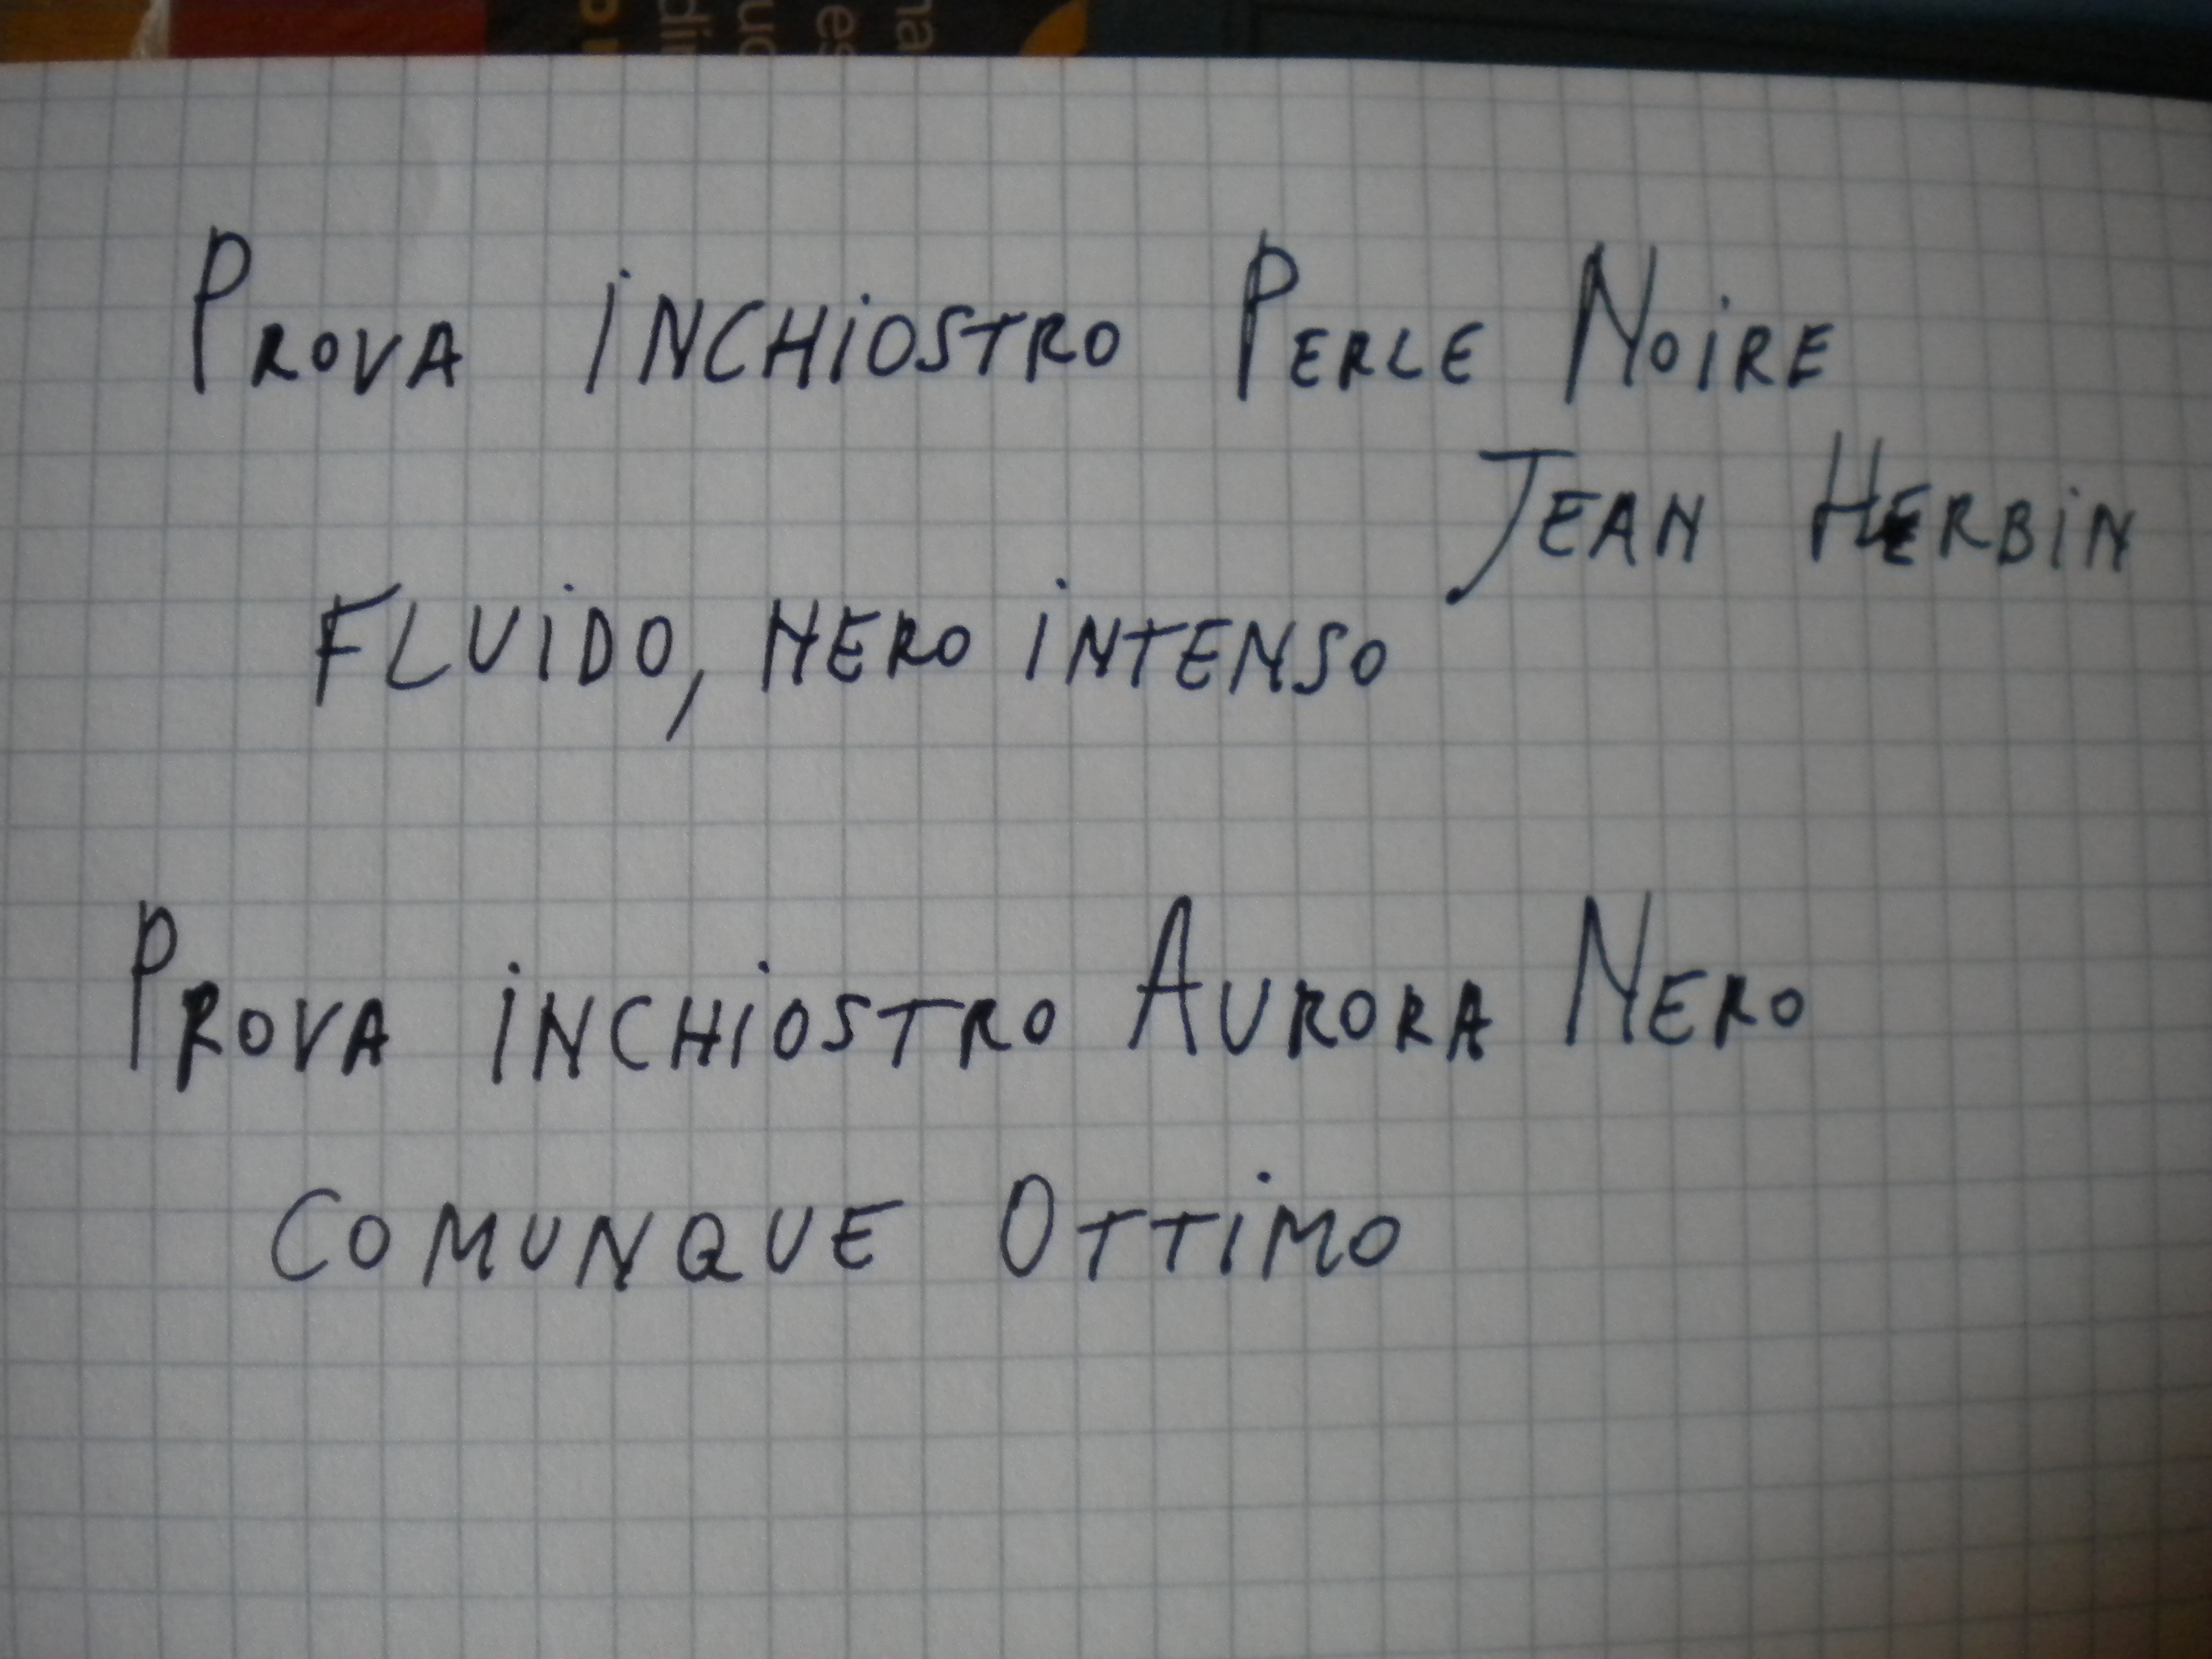 PROVA INCHIOSTRO PERLE NOIRE
JEAN HERBIN
FLUIDO, NERO INTENSO
PROVA INCHIOSTRO AURORA NERO
COMUNQUE OTTIMO